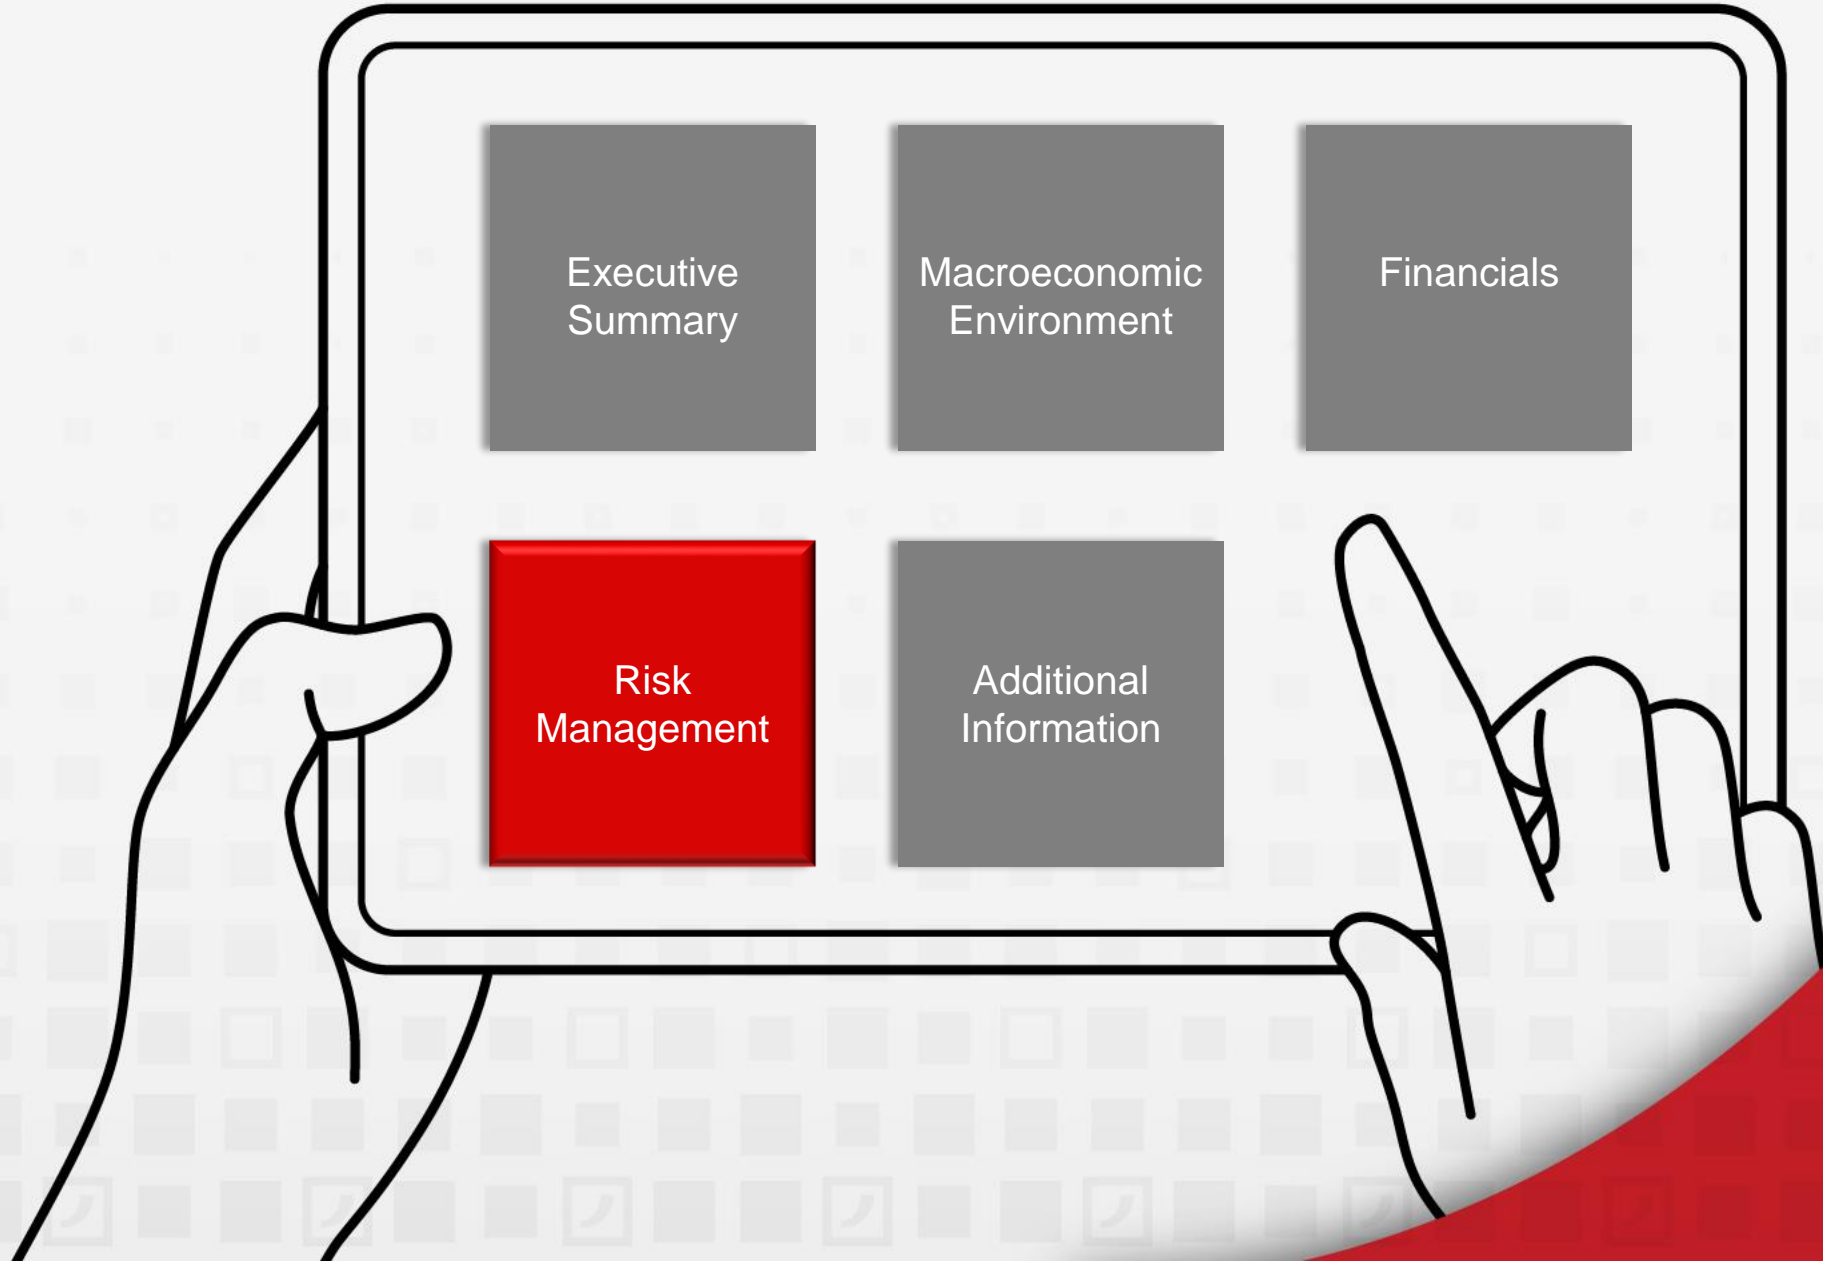 Executive
Summary
Macroeconomic
Environment
Financials
Risk
Management
Additional
Information